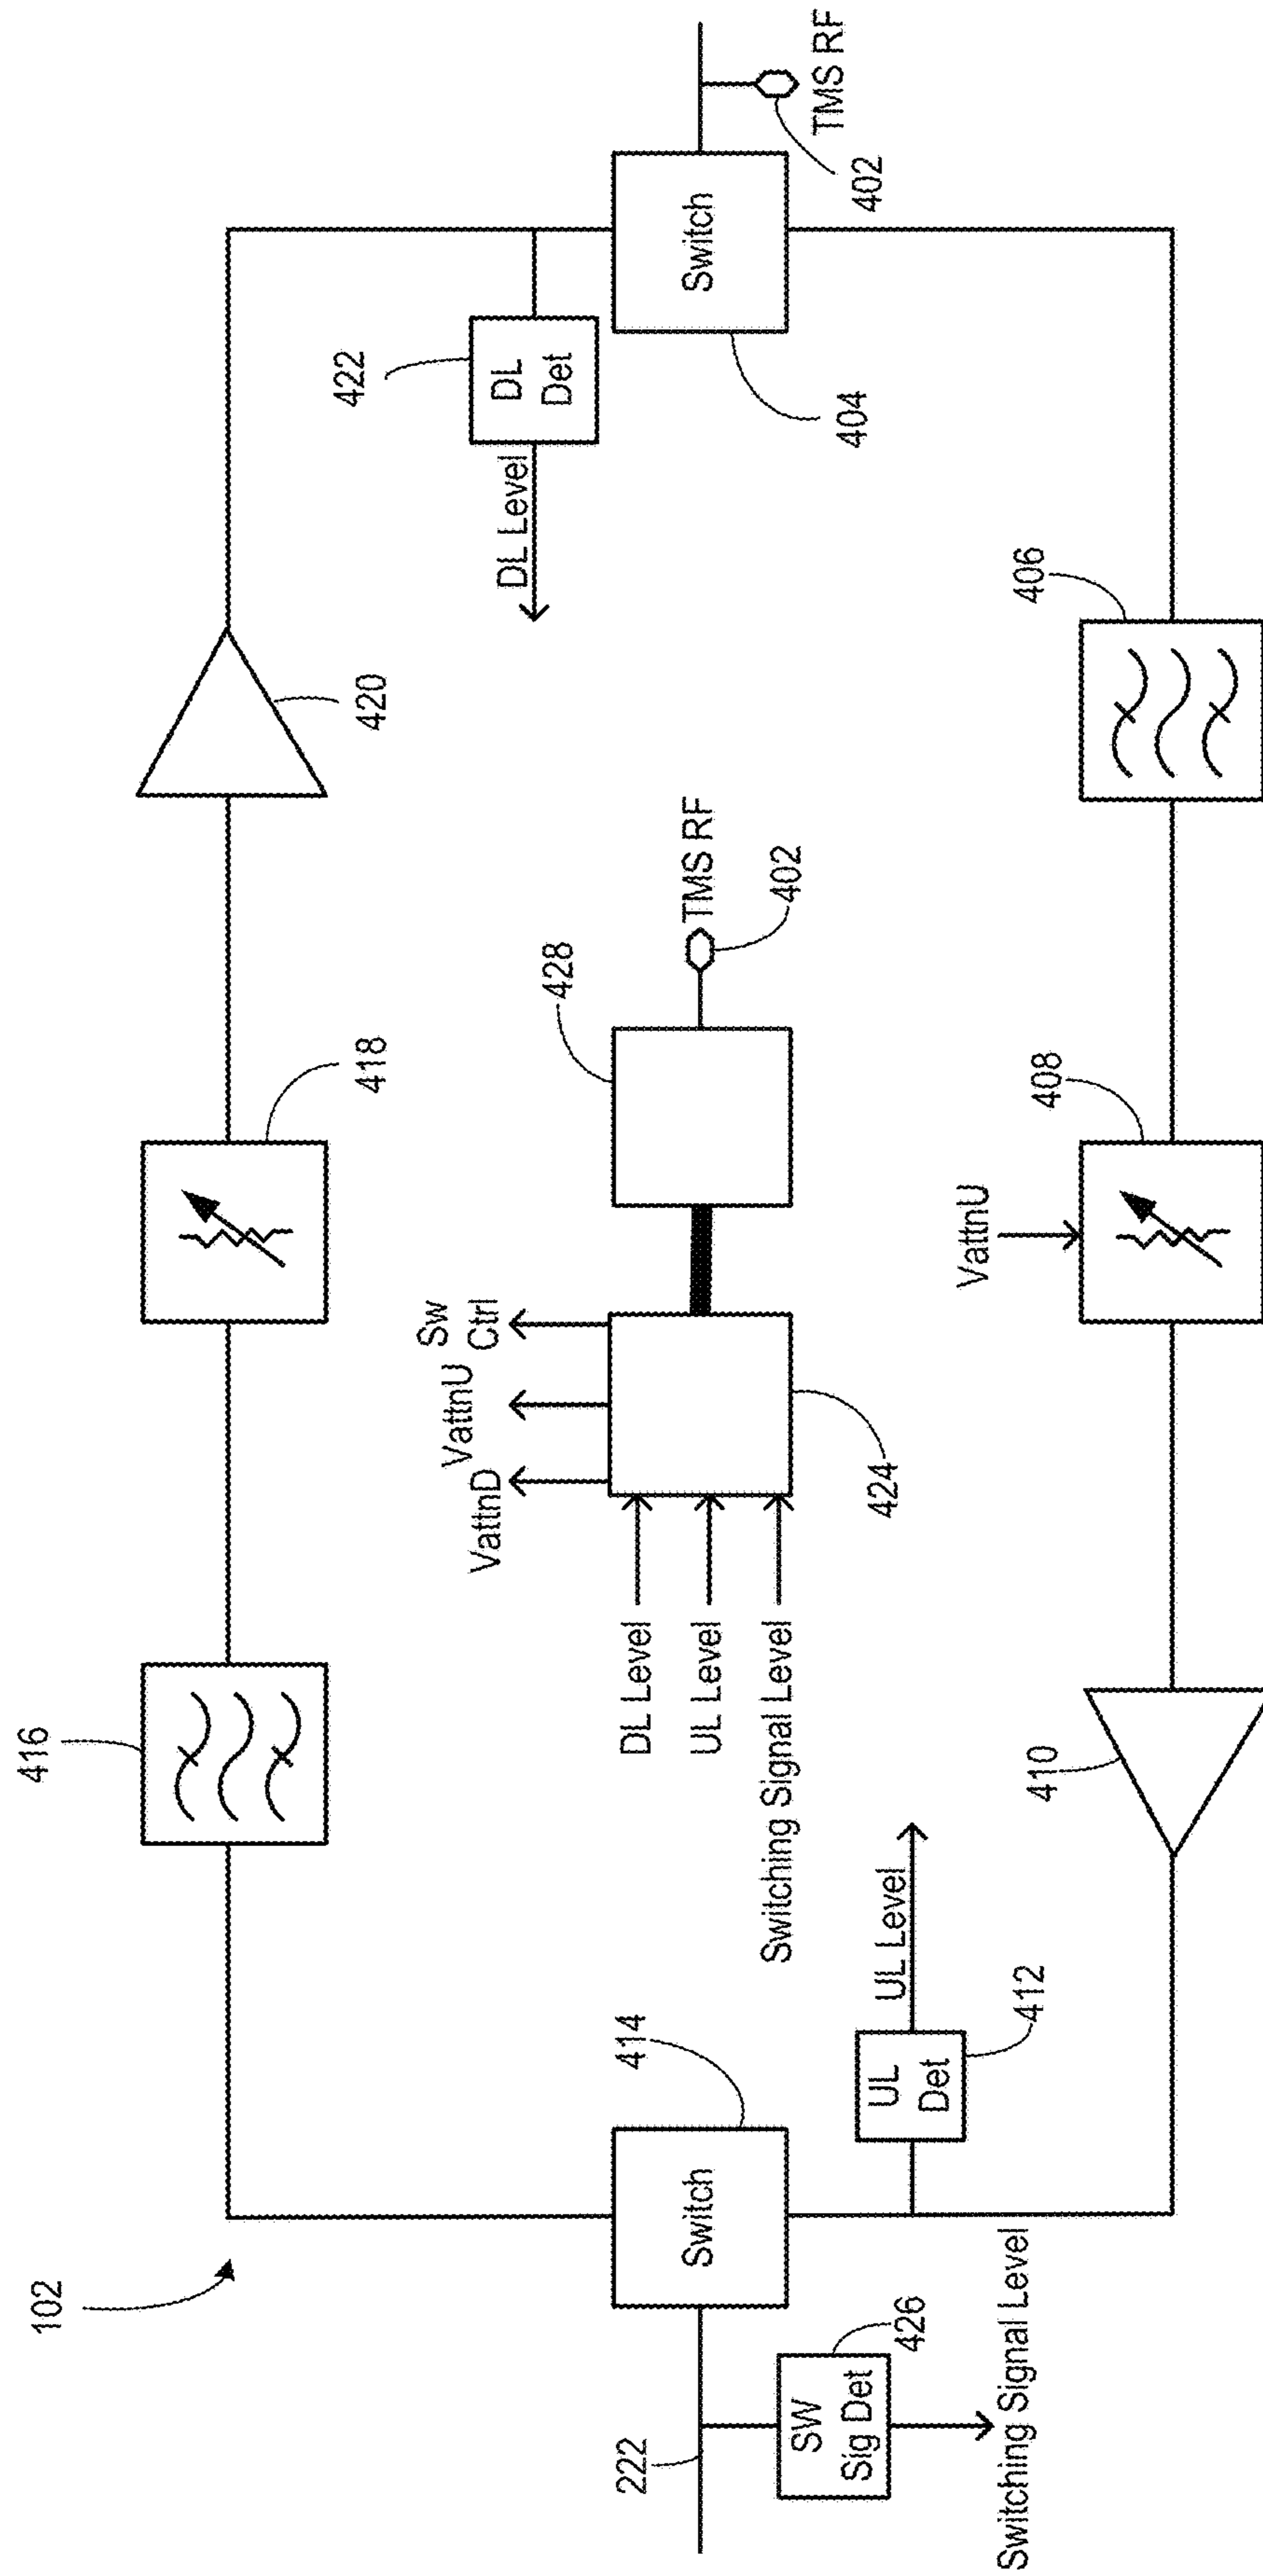 102
416
418
420
422
DL
Det
DL Level
Switch
404
402
TMS RF
Switch
414
222
SW
Sig Det
426
Switching Signal Level
UL
Det
412
UL Level
DL Level
UL Level
Switching Signal Level
VattnD
VattnU
Sw
Ctrl
424
428
TMS RF
402
410
VattnU
408
406